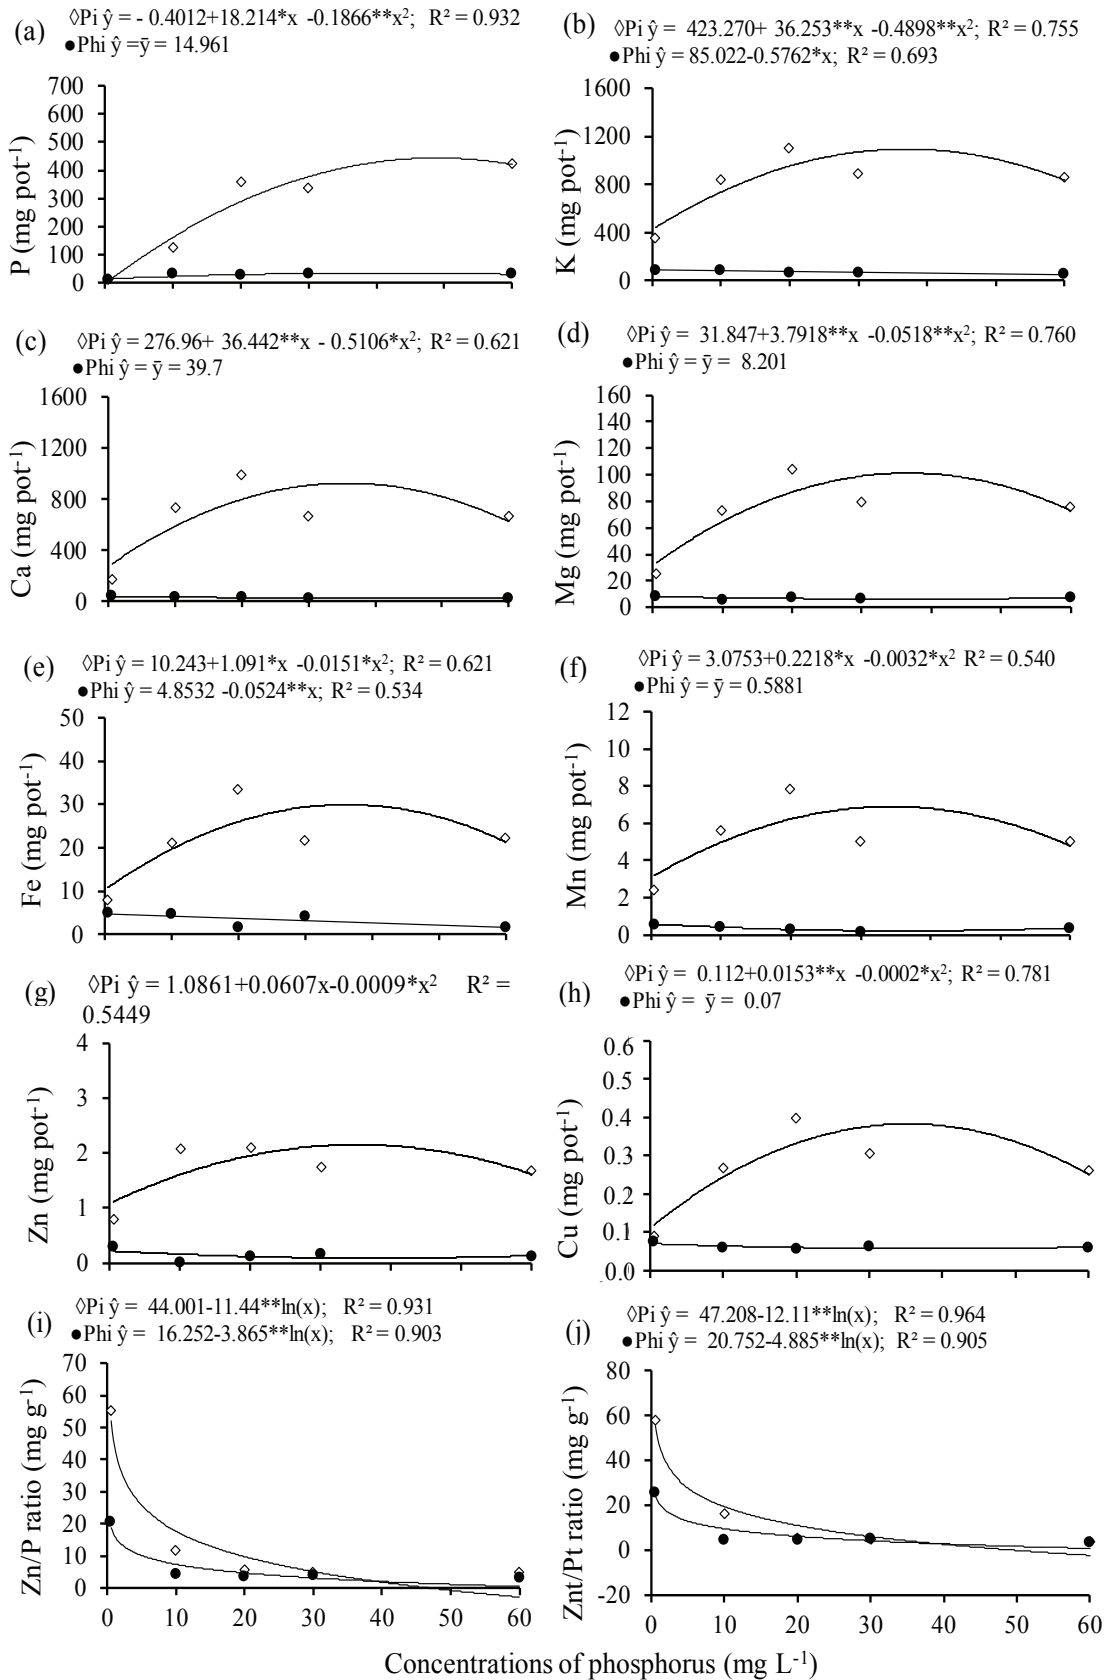 (a)
◊Pi ŷ = - 0.4012+18.214*x -0.1866**x²; R² = 0.932
●Phi ŷ =ȳ= 14.961
P (mg pot⁻¹)
700
600
500
400
300
200
100
0
(b)
◊Pi ŷ = 423.270+ 36.253**x -0.4898**x²; R² = 0.755
●Phi ŷ = 85.022-0.5762*x; R² = 0.693
K (mg pot⁻¹)
1600
1200
800
400
0
(c)
◊Pi ŷ = 276.96+ 36.442**x - 0.5106*x²; R² = 0.621
●Phi ŷ = ȳ = 39.7
Ca (mg pot⁻¹)
1600
1200
800
400
0
(d)
◊Pi ŷ = 31.847+3.7918**x -0.0518**x²; R² = 0.760
●Phi ŷ = ȳ = 8.201
Mg (mg pot⁻¹)
160
140
120
100
80
60
40
20
0
(e)
◊Pi ŷ = 10.243+1.091*x -0.0151*x²; R² = 0.621
●Phi ŷ = 4.8532 -0.0524**x; R² = 0.534
Fe (mg pot⁻¹)
50
40
30
20
10
0
(f)
◊Pi ŷ = 3.0753+0.2218*x -0.0032*x² R² = 0.540
●Phi ŷ = ȳ = 0.5881
Mn (mg pot⁻¹)
12
10
8
6
4
2
0
(g)
◊Pi ŷ = 1.0861+0.0607x-0.0009*x² R² =
0.5449
Zn (mg pot⁻¹)
4
3
2
1
0
(h)
◊Pi ŷ = 0.112+0.0153**x -0.0002*x²; R² = 0.781
●Phi ŷ = ȳ = 0.07
Cu (mg pot⁻¹)
0.6
0.5
0.4
0.3
0.2
0.1
0.0
(i)
◊Pi ŷ = 44.001-11.44**ln(x); R² = 0.931
●Phi ŷ = 16.252-3.865**ln(x); R² = 0.903
Zn/P ratio (mg g⁻¹)
70
60
50
40
30
20
10
0
0 10 20 30 40 50 60
(j)
◊Pi ŷ = 47.208-12.11**ln(x); R² = 0.964
●Phi ŷ = 20.752-4.885**ln(x); R² = 0.905
Znt/Pt ratio (mg g⁻¹)
80
60
40
20
0
-20
0 10 20 30 40 50 60
Concentrations of phosphorus (mg L⁻¹)